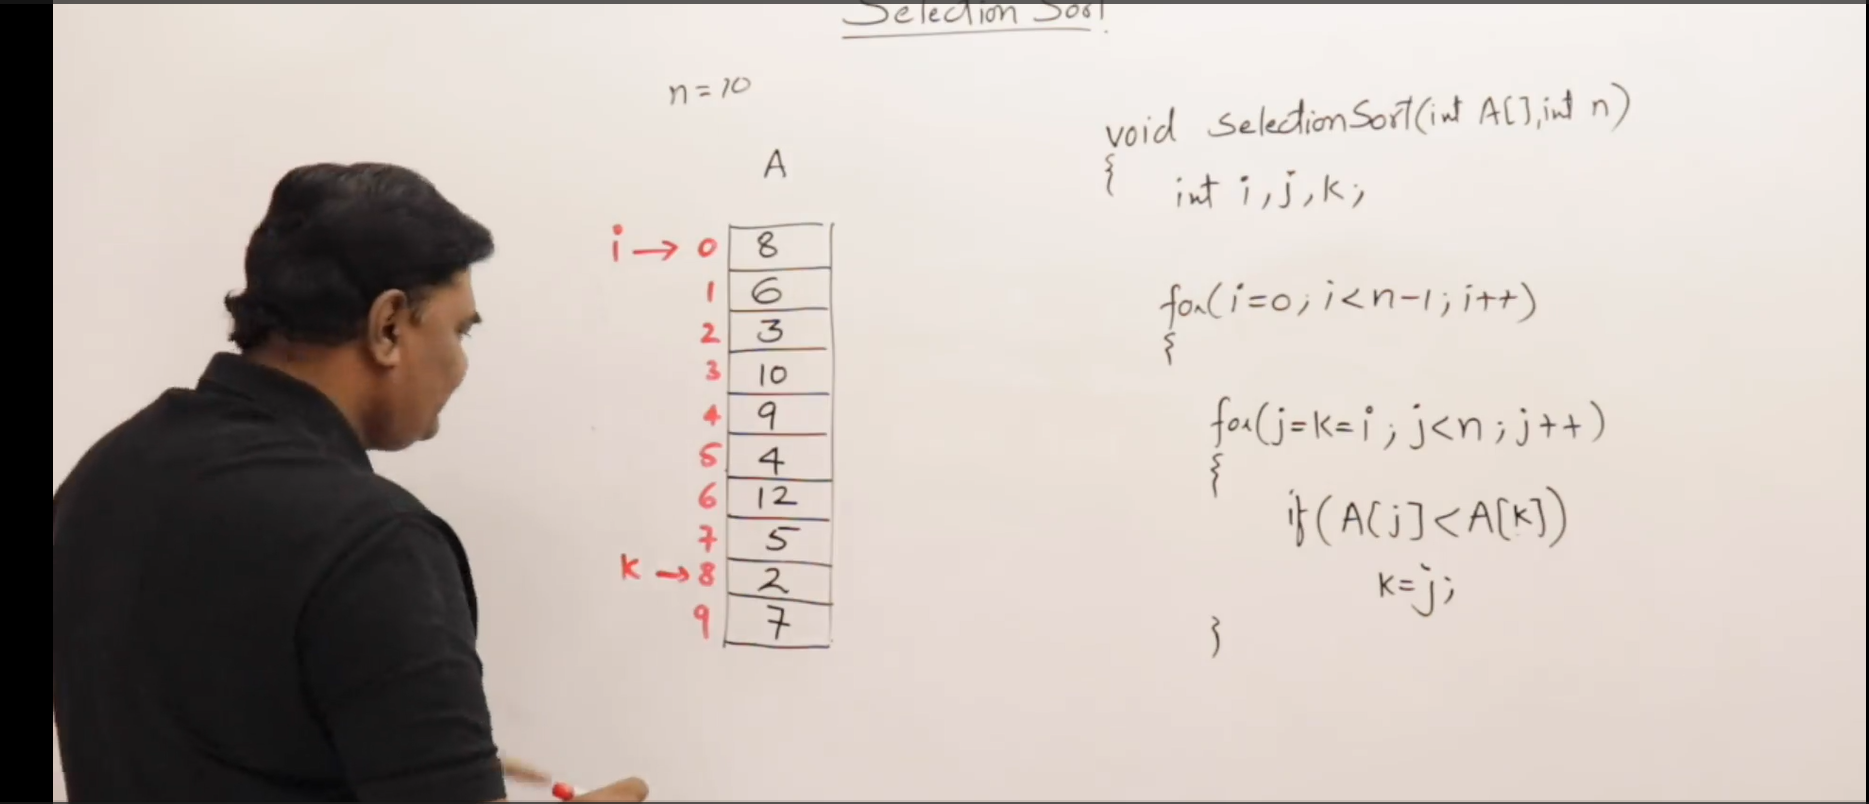 Selection Sort
n=10
A
i → 0 8
1 6
2 3
3 10
4 9
5 4
6 12
7 5
k → 8 2
9 7
void SelectionSort(int A[],int n)
{
int i,j,k;
for(i=0;i<n-1;i++)
{
for(j=k=i;j<n;j++)
{
if(A[j]<A[k])
k=j;
}